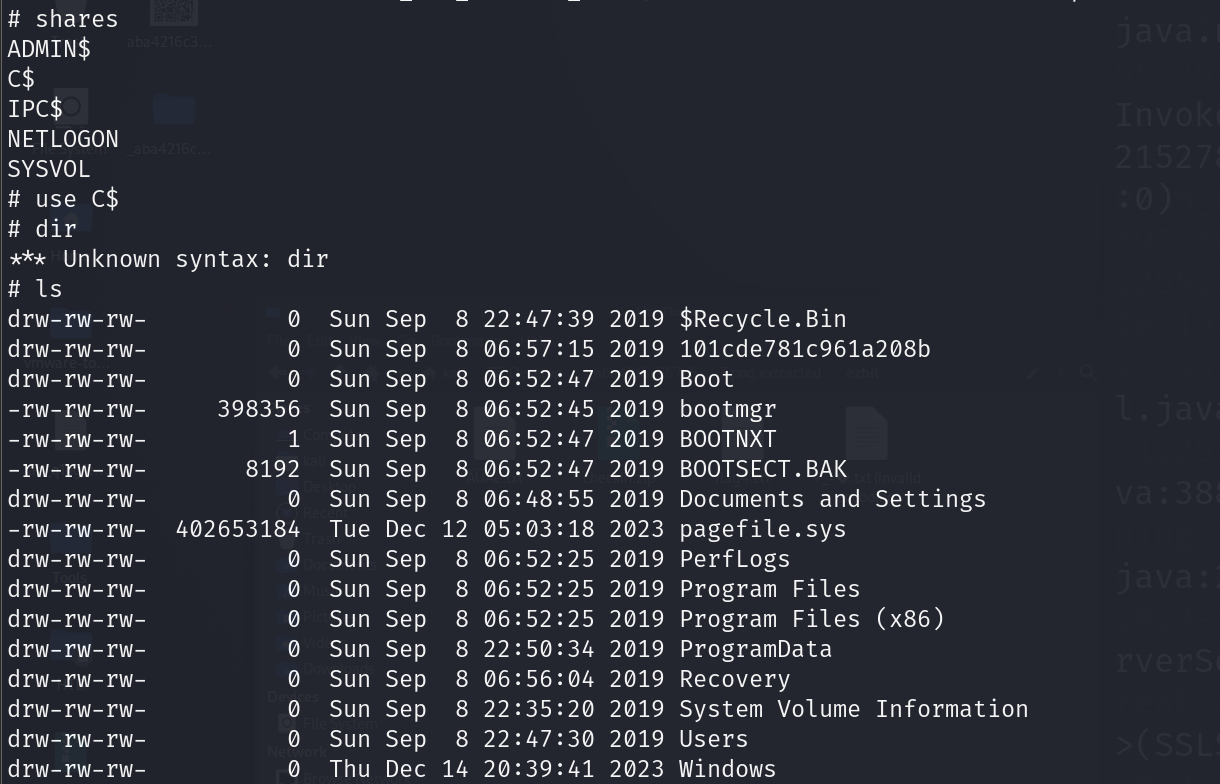 # shares
ADMIN$
C$
IPC$
NETLOGON
SYSVOL
# use C$
# dir
*** Unknown syntax: dir
# ls
drw-rw-rw-          0  Sun Sep  8 22:47:39 2019 $Recycle.Bin
drw-rw-rw-          0  Sun Sep  8 06:57:15 2019 101cde781c961a208b
drw-rw-rw-          0  Sun Sep  8 06:52:47 2019 Boot
-rw-rw-rw-     398356  Sun Sep  8 06:52:45 2019 bootmgr
-rw-rw-rw-          1  Sun Sep  8 06:52:47 2019 BOOTNXT
-rw-rw-rw-       8192  Sun Sep  8 06:52:47 2019 BOOTSECT.BAK
drw-rw-rw-          0  Sun Sep  8 06:48:55 2019 Documents and Settings
-rw-rw-rw-  402653184  Tue Dec 12 05:03:18 2023 pagefile.sys
drw-rw-rw-          0  Sun Sep  8 06:52:25 2019 PerfLogs
drw-rw-rw-          0  Sun Sep  8 06:52:25 2019 Program Files
drw-rw-rw-          0  Sun Sep  8 06:52:25 2019 Program Files (x86)
drw-rw-rw-          0  Sun Sep  8 22:50:34 2019 ProgramData
drw-rw-rw-          0  Sun Sep  8 06:56:04 2019 Recovery
drw-rw-rw-          0  Sun Sep  8 22:35:20 2019 System Volume Information
drw-rw-rw-          0  Sun Sep  8 22:47:30 2019 Users
drw-rw-rw-          0  Thu Dec 14 20:39:41 2023 Windows
aba4216c3...
_aba4216c...
java.
Invok
21527
:0)
l.java
va:38
java:
rverS
>(SSLS